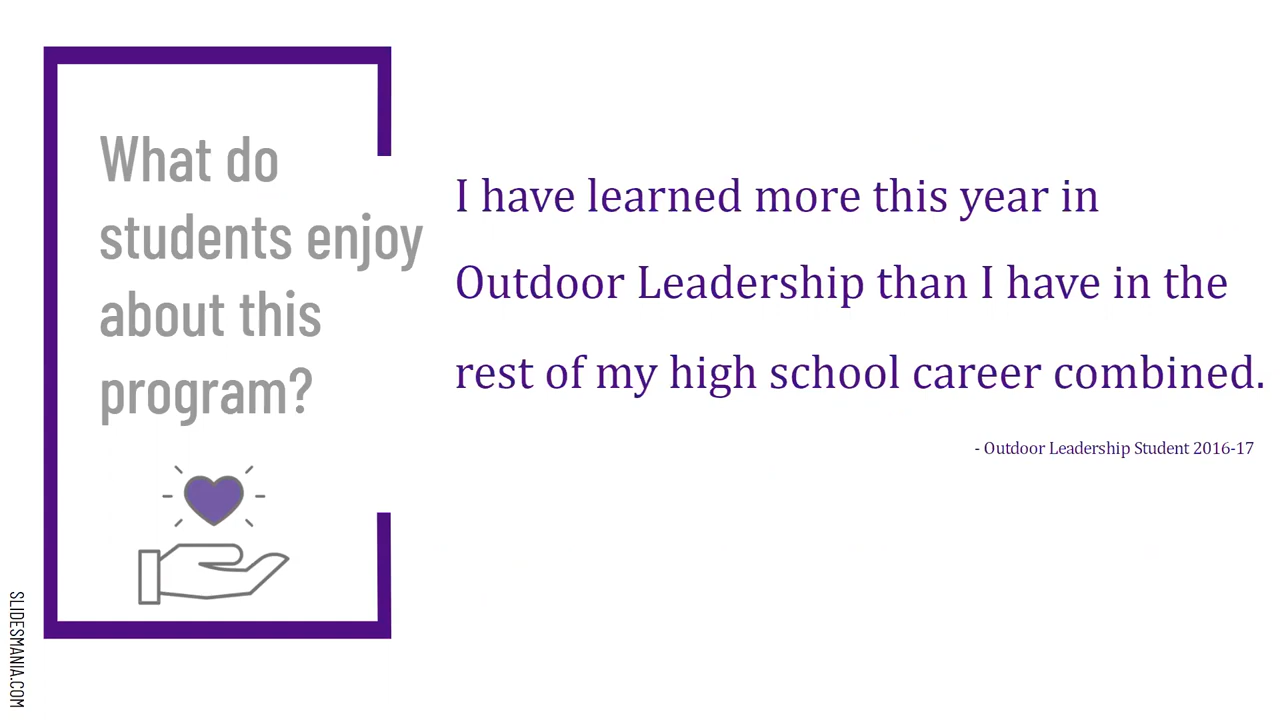 What do
students enjoy
about this
program?
I have learned more this year in
Outdoor Leadership than I have in the
rest of my high school career combined.
- Outdoor Leadership Student 2016-17
SLIDESMANIA.COM